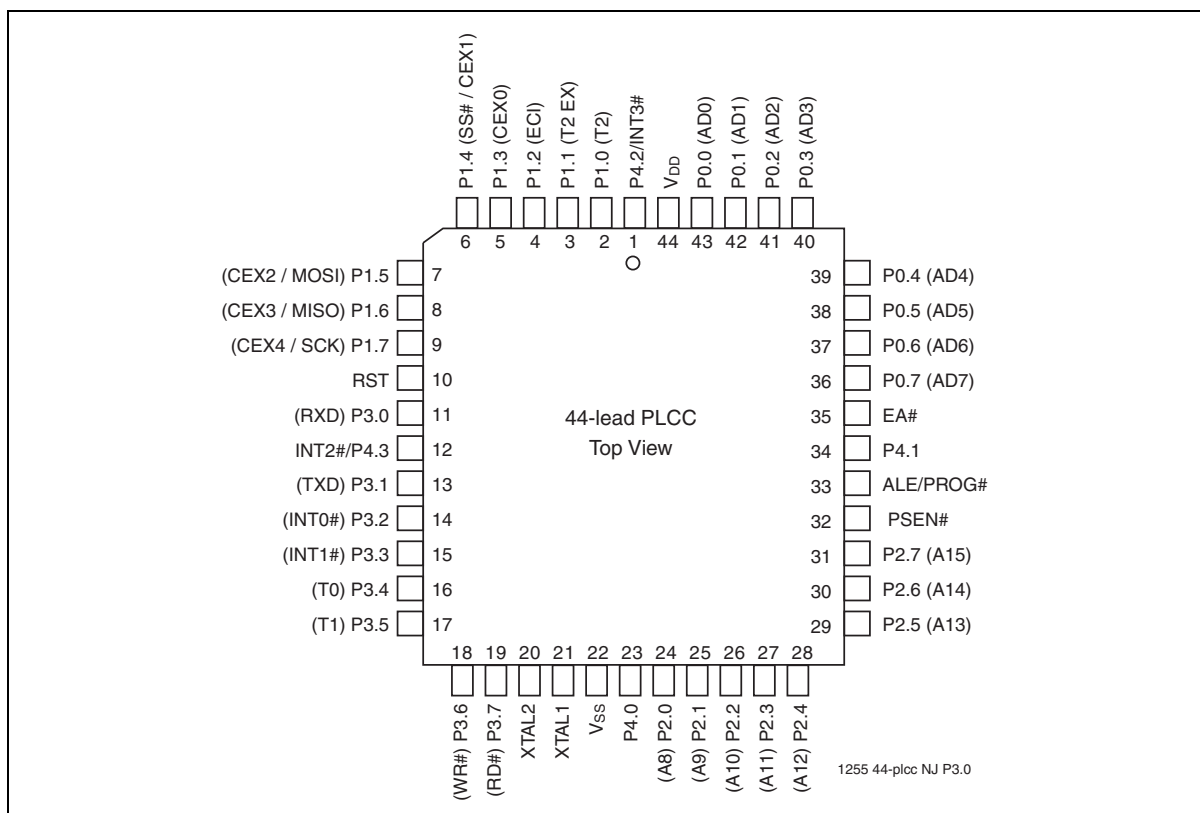 P1.4 (SS# / CEX1)
P1.3 (CEX0)
P1.2 (ECI)
P1.1 (T2 EX)
P1.0 (T2)
P4.2/INT3#
VDD
P0.0 (AD0)
P0.1 (AD1)
P0.2 (AD2)
P0.3 (AD3)
6 5 4 3 2 1 44 43 42 41 40
(CEX2 / MOSI) P1.5 7
(CEX3 / MISO) P1.6 8
(CEX4 / SCK) P1.7 9
RST 10
(RXD) P3.0 11
INT2#/P4.3 12
(TXD) P3.1 13
(INT0#) P3.2 14
(INT1#) P3.3 15
(T0) P3.4 16
(T1) P3.5 17
44-lead PLCC
Top View
39 P0.4 (AD4)
38 P0.5 (AD5)
37 P0.6 (AD6)
36 P0.7 (AD7)
35 EA#
34 P4.1
33 ALE/PROG#
32 PSEN#
31 P2.7 (A15)
30 P2.6 (A14)
29 P2.5 (A13)
18 19 20 21 22 23 24 25 26 27 28
(WR#) P3.6
(RD#) P3.7
XTAL2
XTAL1
VSS
P4.0
(A8) P2.0
(A9) P2.1
(A10) P2.2
(A11) P2.3
(A12) P2.4
1255 44-plcc NJ P3.0